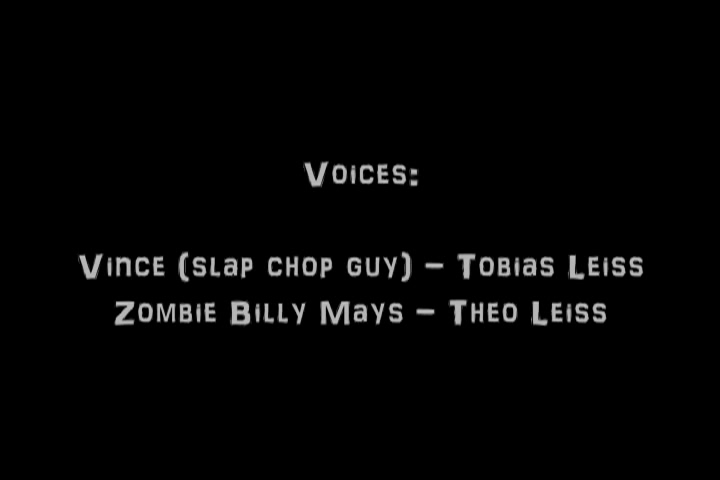 Voices:
Vince (slap chop guy) – Tobias Leiss
Zombie Billy Mays – Theo Leiss